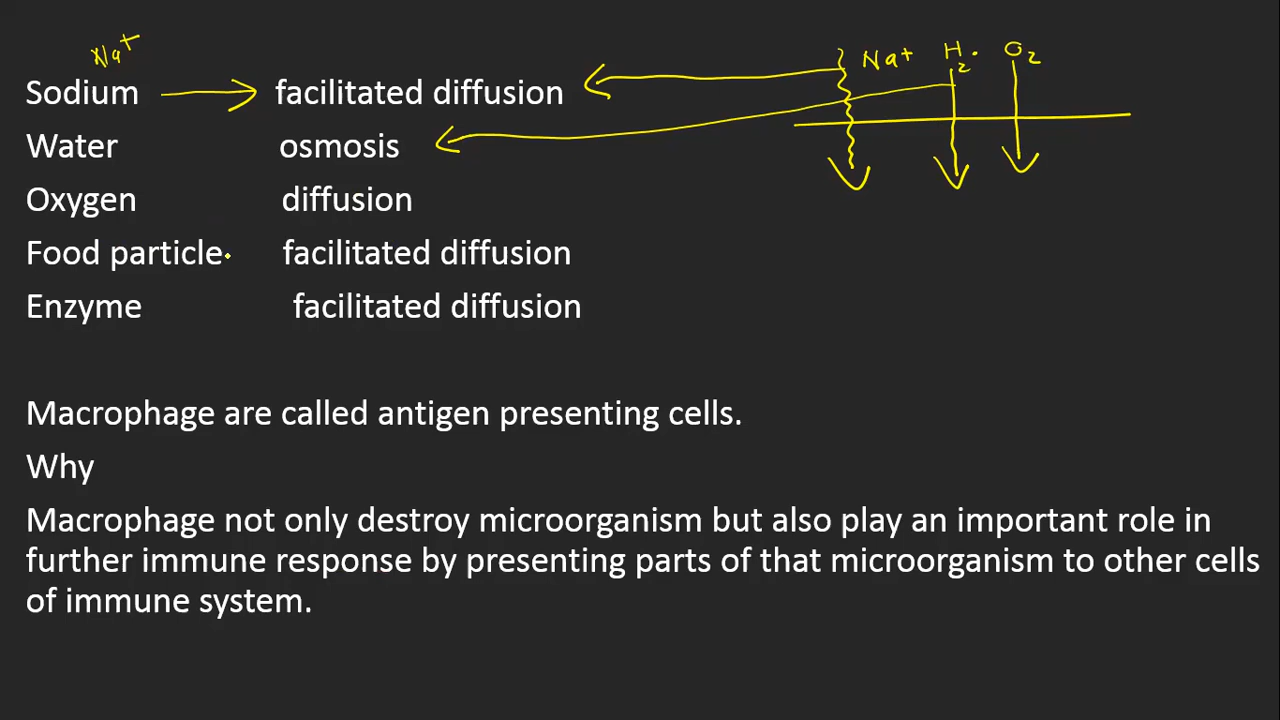 Na+
Sodium → facilitated diffusion
Na+ H2. O2
Water osmosis
Oxygen diffusion
Food particle facilitated diffusion
Enzyme facilitated diffusion
Macrophage are called antigen presenting cells.
Why
Macrophage not only destroy microorganism but also play an important role in
further immune response by presenting parts of that microorganism to other cells
of immune system.